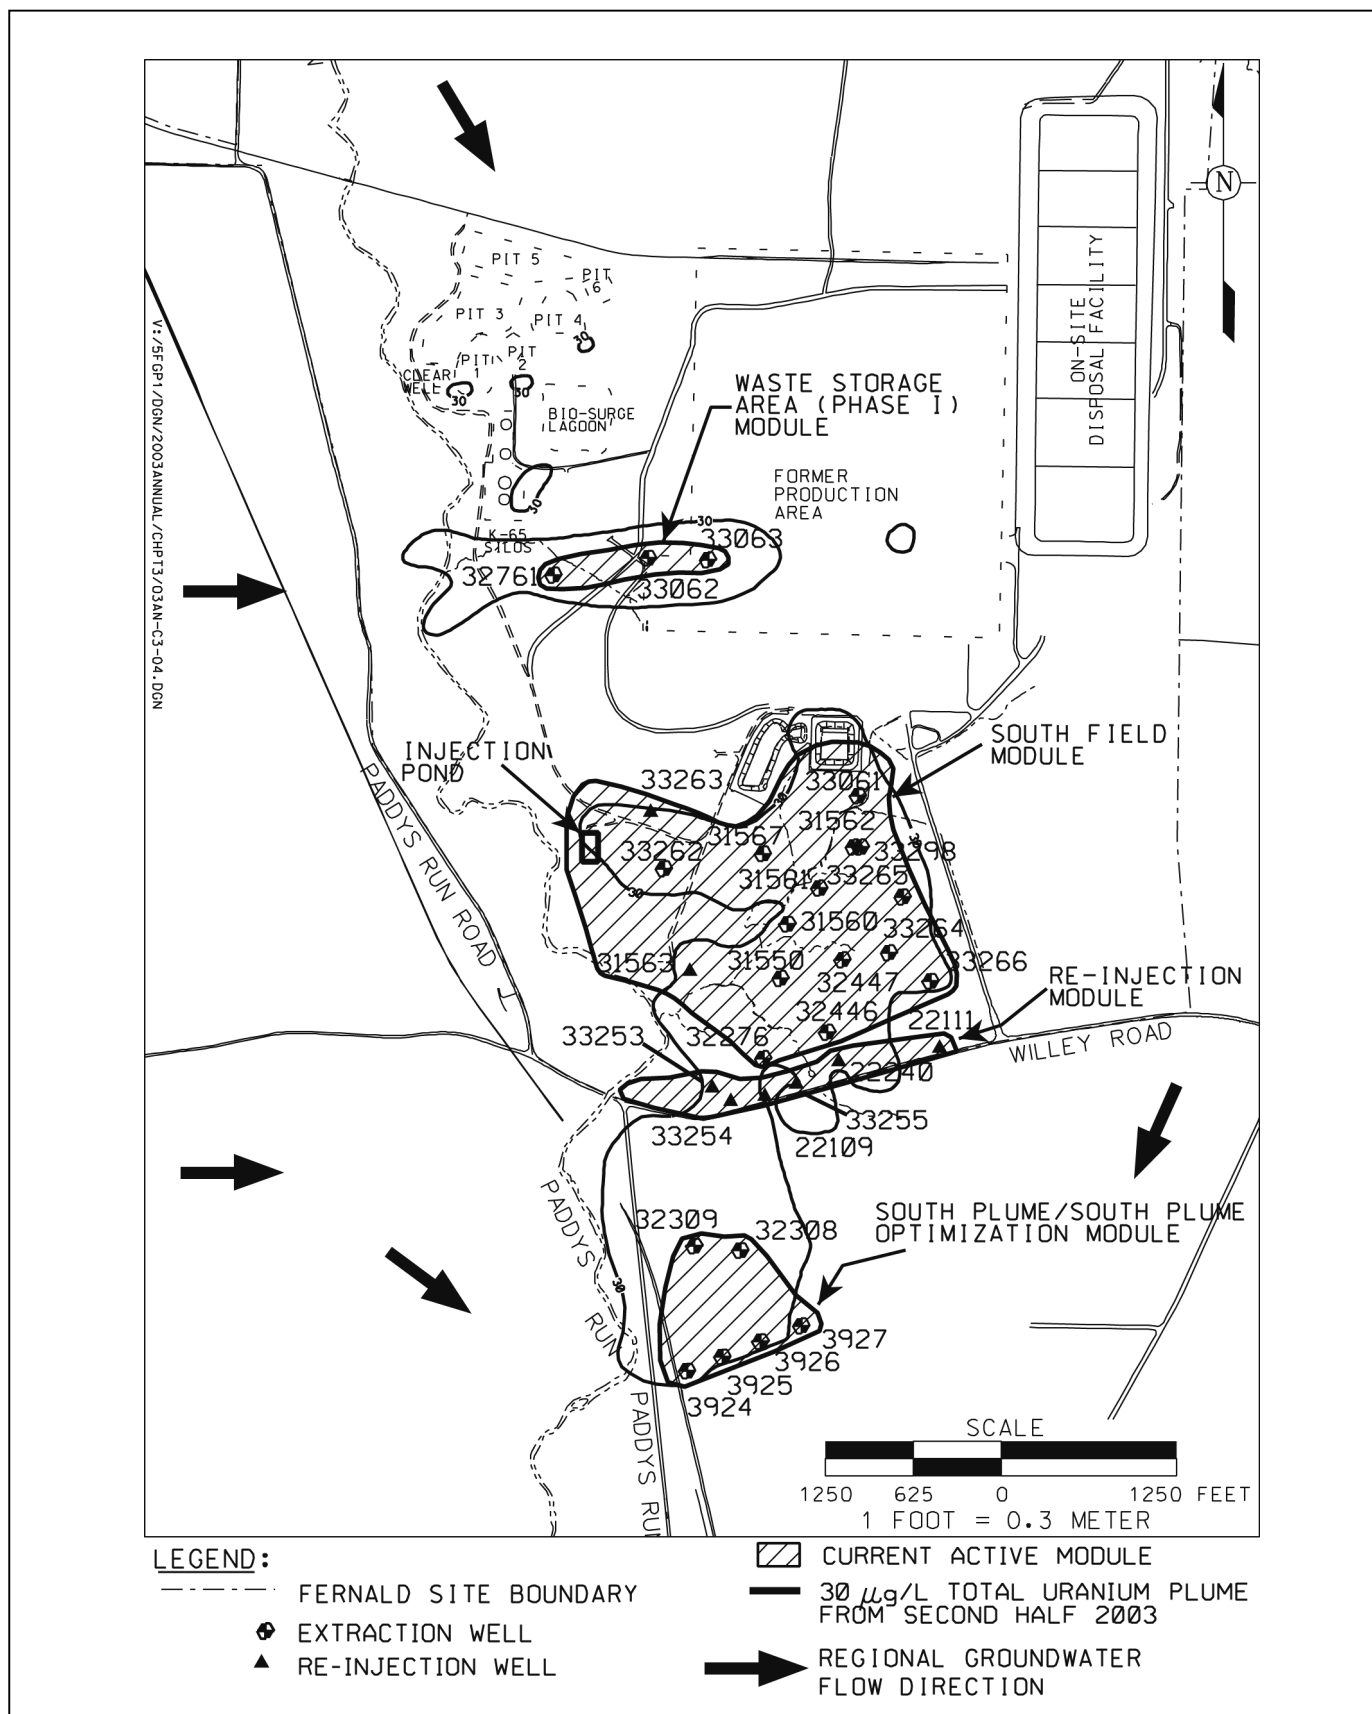 N
PIT 5
PIT
6
PIT 3
PIT 4
30
PIT
1
PIT
2
CLEAR
WELL
30
30
BIO-SURGE
LAGOON
ON-SITE
DISPOSAL FACILITY
V:/5FGP1/DGN/2003ANNUAL/CHPT3/03AN-C3-04.DGN
WASTE STORAGE
AREA (PHASE I)
MODULE
FORMER
PRODUCTION
AREA
30
30
K-65
SILOS
33063
32761
33062
SOUTH FIELD
MODULE
INJECTION
POND
33263
33061
30
31562
31567
33262
33298
31561
33265
30
31560
33264
31563
31550
33266
32447
RE-INJECTION
MODULE
32446
22111
33253
32276
22240
WILLEY ROAD
33255
33254
22109
PADDYS RUN ROAD
SOUTH PLUME/SOUTH PLUME
OPTIMIZATION MODULE
32309
32308
PADDYS RUN
30
3927
3926
3925
3924
PADDYS RUN
SCALE
1250 625 0 1250 FEET
1 FOOT = 0.3 METER
LEGEND:
FERNALD SITE BOUNDARY
EXTRACTION WELL
RE-INJECTION WELL
CURRENT ACTIVE MODULE
30 µg/L TOTAL URANIUM PLUME
FROM SECOND HALF 2003
REGIONAL GROUNDWATER
FLOW DIRECTION